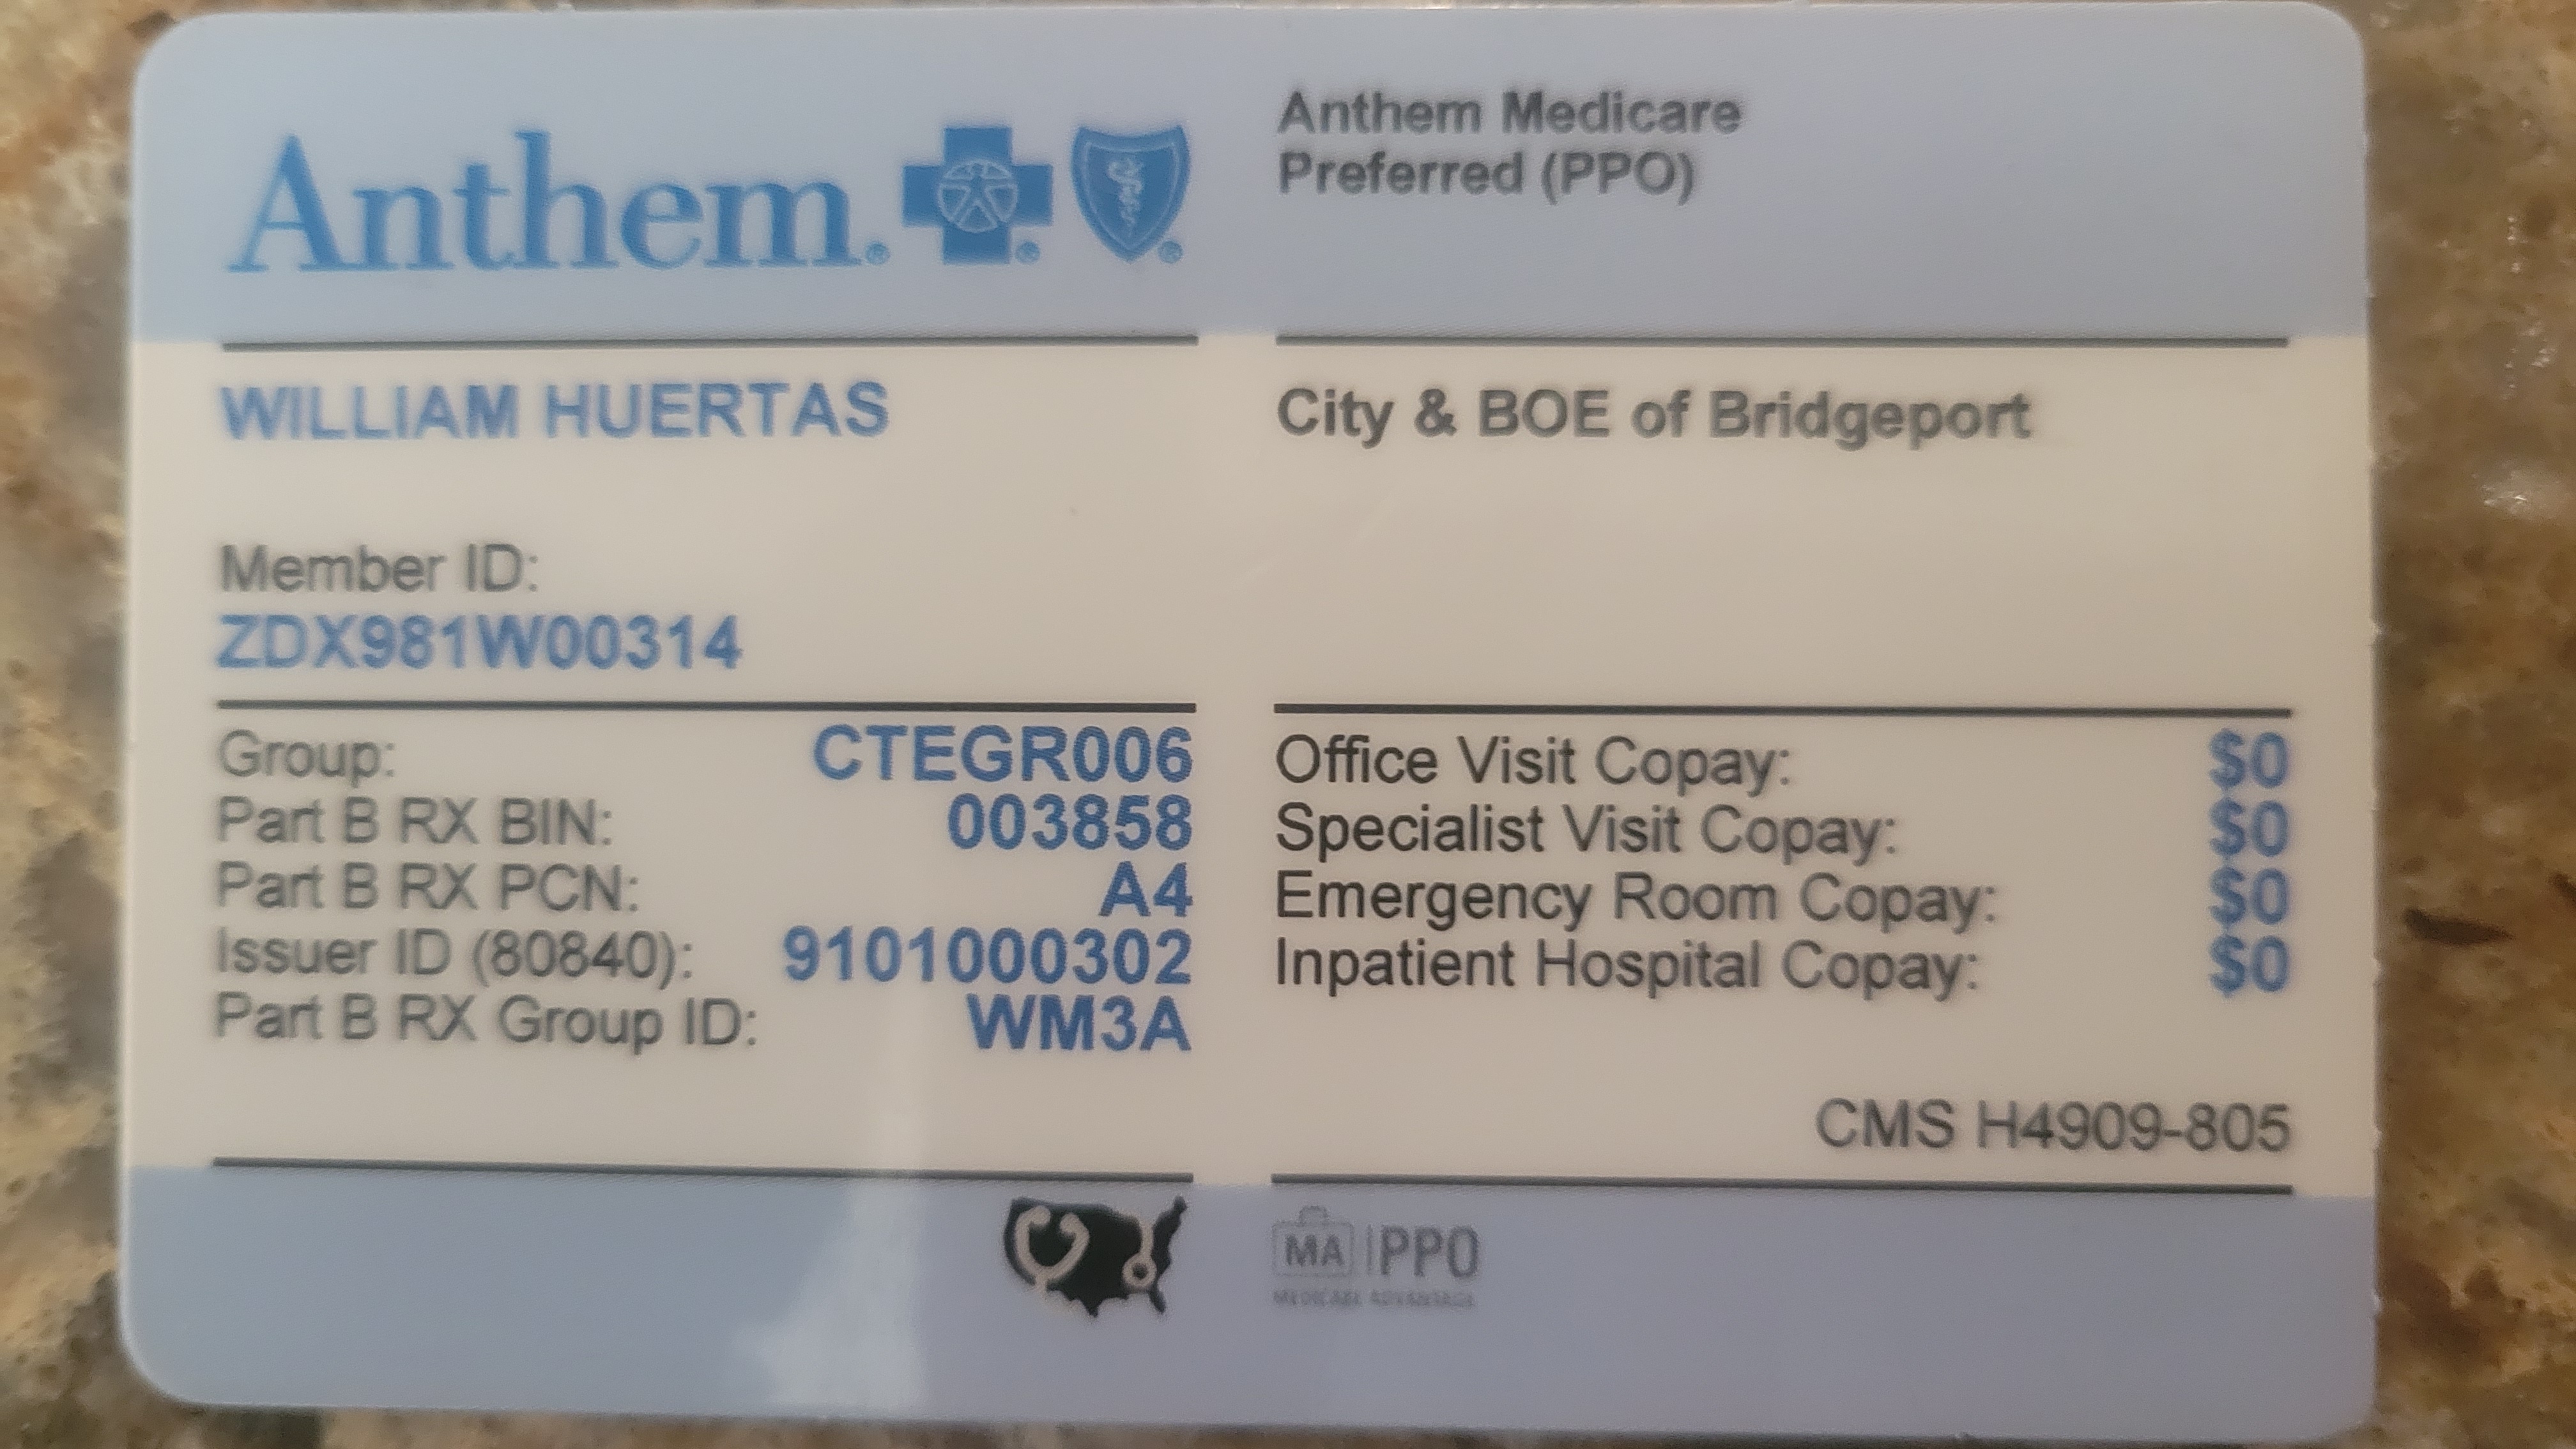 Anthem
Anthem Medicare
Preferred (PPO)
WILLIAM HUERTAS
City & BOE of Bridgeport
Member ID:
ZDX981W00314
Group: CTEGR006
Part B RX BIN: 003858
Part B RX PCN: A4
Issuer ID (80840): 9101000302
Part B RX Group ID: WM3A
Office Visit Copay: $0
Specialist Visit Copay: $0
Emergency Room Copay: $0
Inpatient Hospital Copay: $0
CMS H4909-805
MA PPO
MEDICARE ADVANTAGE